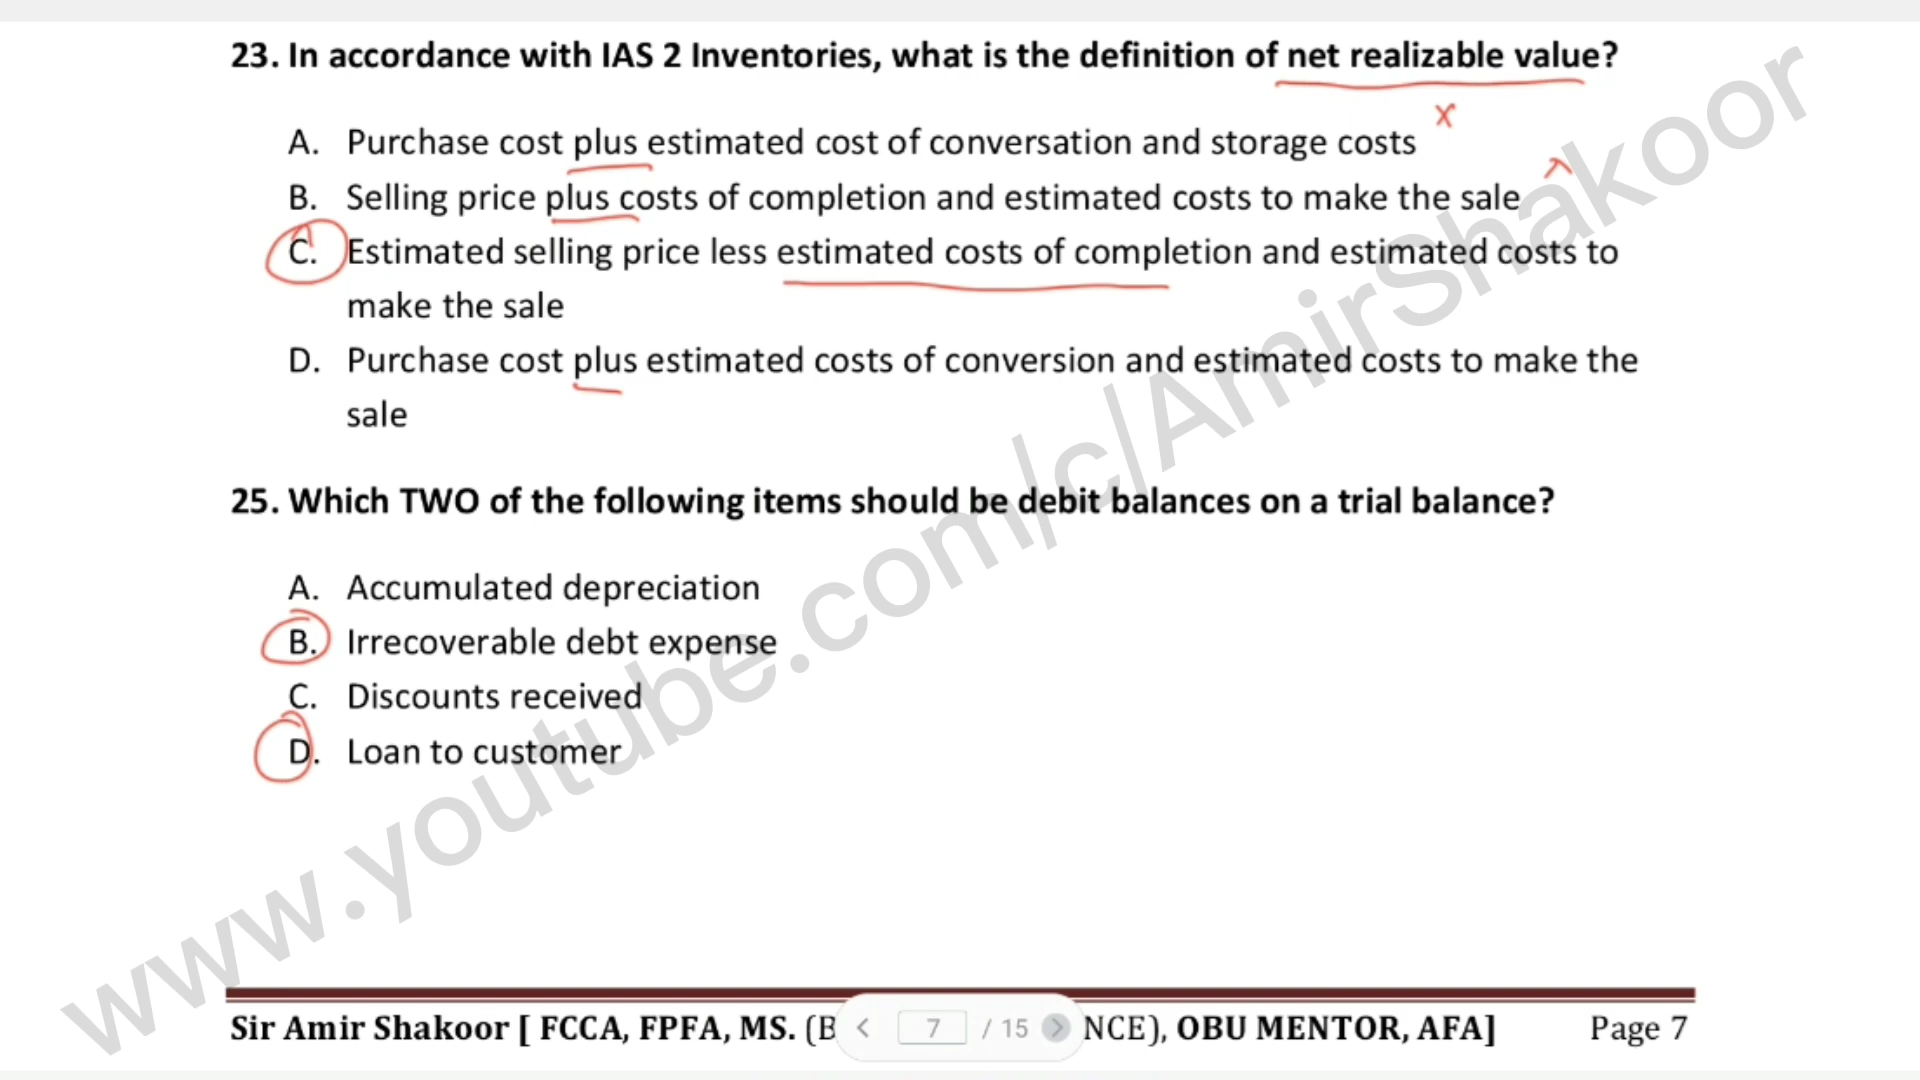 23. In accordance with IAS 2 Inventories, what is the definition of net realizable value?
A. Purchase cost plus estimated cost of conversation and storage costs
B. Selling price plus costs of completion and estimated costs to make the sale
C. Estimated selling price less estimated costs of completion and estimated costs to
make the sale
D. Purchase cost plus estimated costs of conversion and estimated costs to make the
sale
25. Which TWO of the following items should be debit balances on a trial balance?
A. Accumulated depreciation
B. Irrecoverable debt expense
C. Discounts received
D. Loan to customer
www.youtube.com/c/AmirShakoor
Sir Amir Shakoor [ FCCA, FPFA, MS. (B < 7 / 15 > NCE), OBU MENTOR, AFA] Page 7